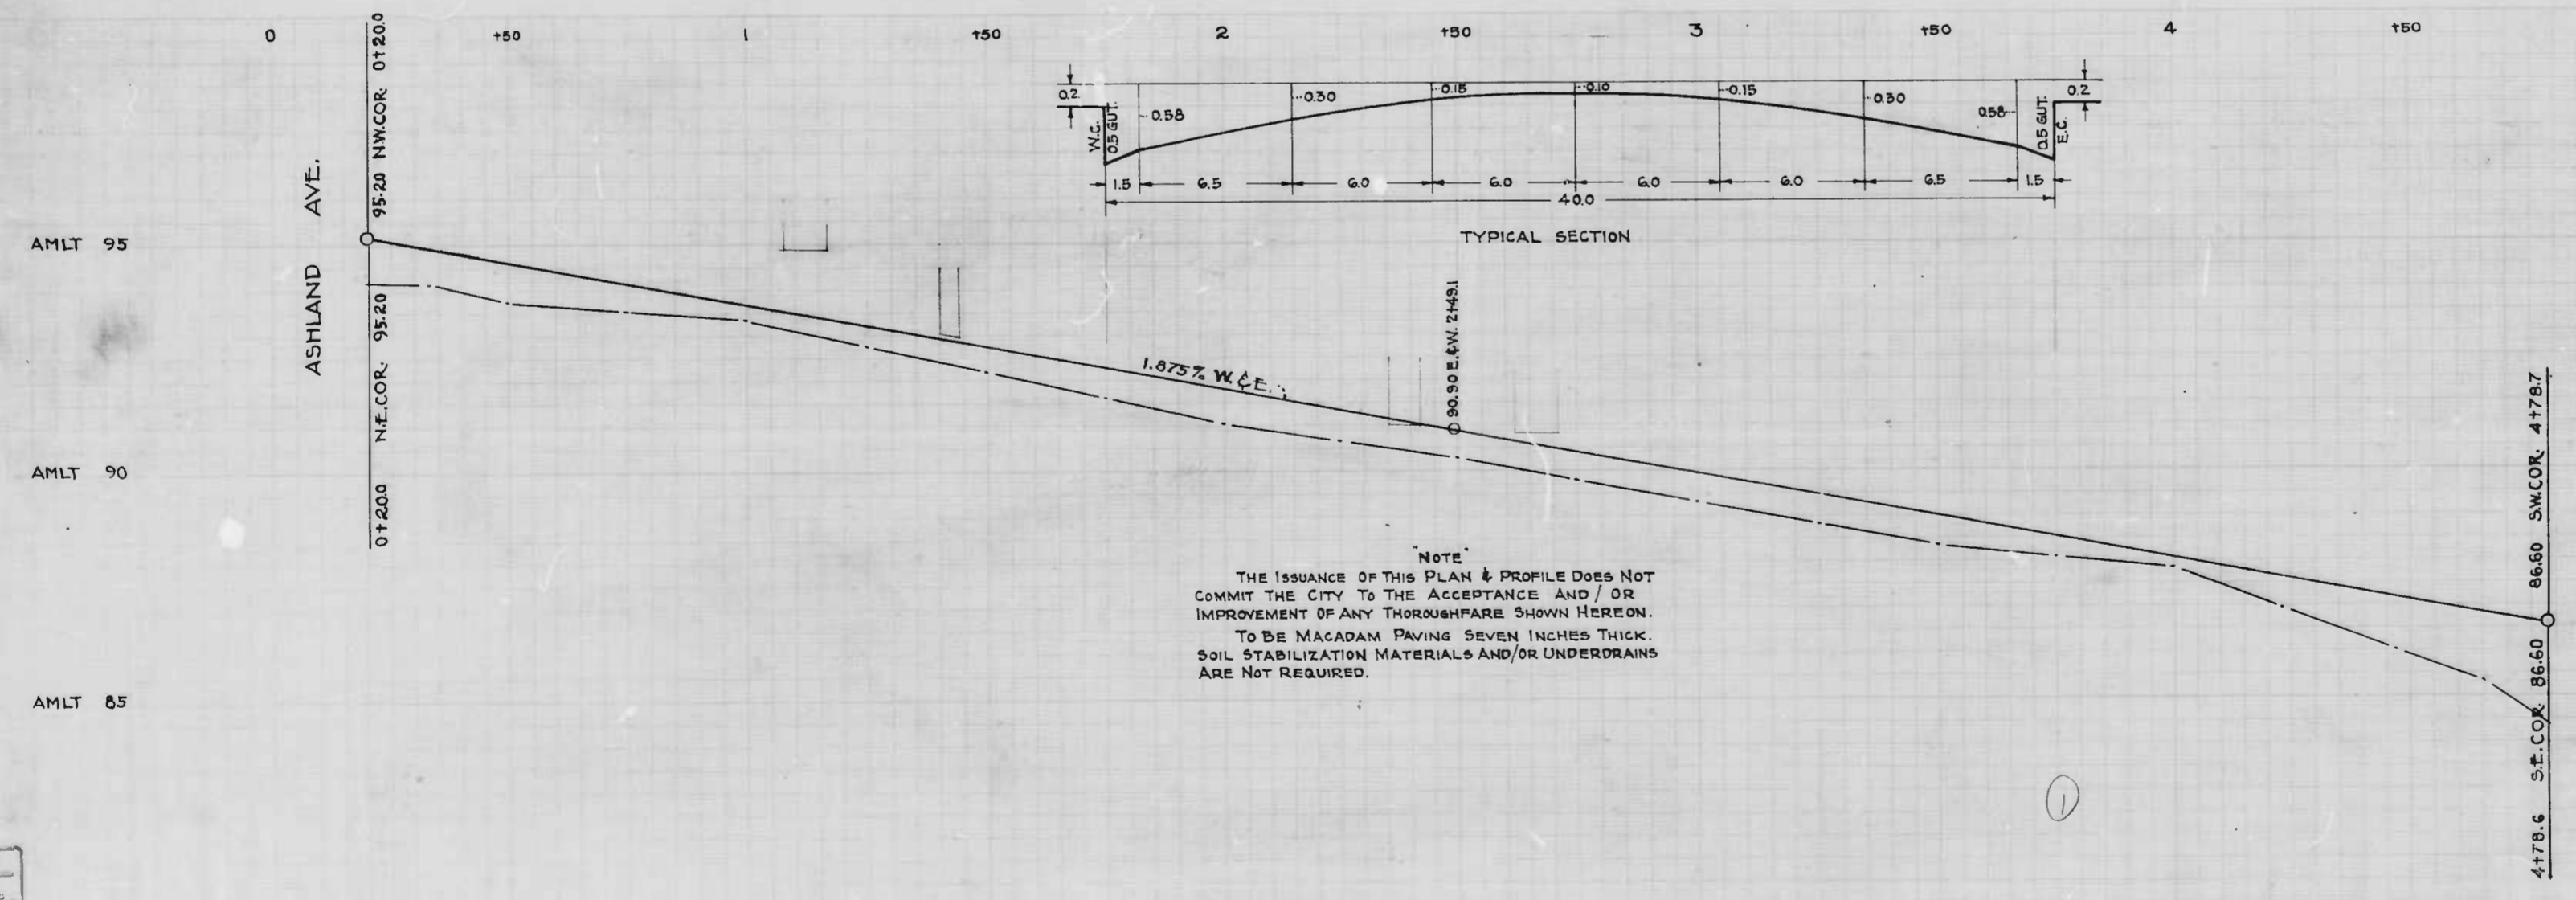 0 +50 1 +50 2 +50 3 +50 4 +50
0+20.0
N.W.COR.
95.20
ASHLAND AVE.
N.E.COR. 95.20
0+20.0
0.2
W.C.
0.5 GUT.
0.58
0.30
0.15
0.10
0.15
0.30
0.58
0.5 GUT.
E.C.
0.2
1.5 6.5 6.0 6.0 6.0 6.0 6.5 1.5
40.0
TYPICAL SECTION
AMLT 95
1.875% W. & E.
90.90 E.&W. 2+49.1
AMLT 90
"NOTE"
THE ISSUANCE OF THIS PLAN & PROFILE DOES NOT
COMMIT THE CITY TO THE ACCEPTANCE AND / OR
IMPROVEMENT OF ANY THOROUGHFARE SHOWN HEREON.
TO BE MACADAM PAVING SEVEN INCHES THICK.
SOIL STABILIZATION MATERIALS AND/OR UNDERDRAINS
ARE NOT REQUIRED.
AMLT 85
86.60 S.W.COR. 4+78.7
4+78.6 S.E.COR. 86.60
1